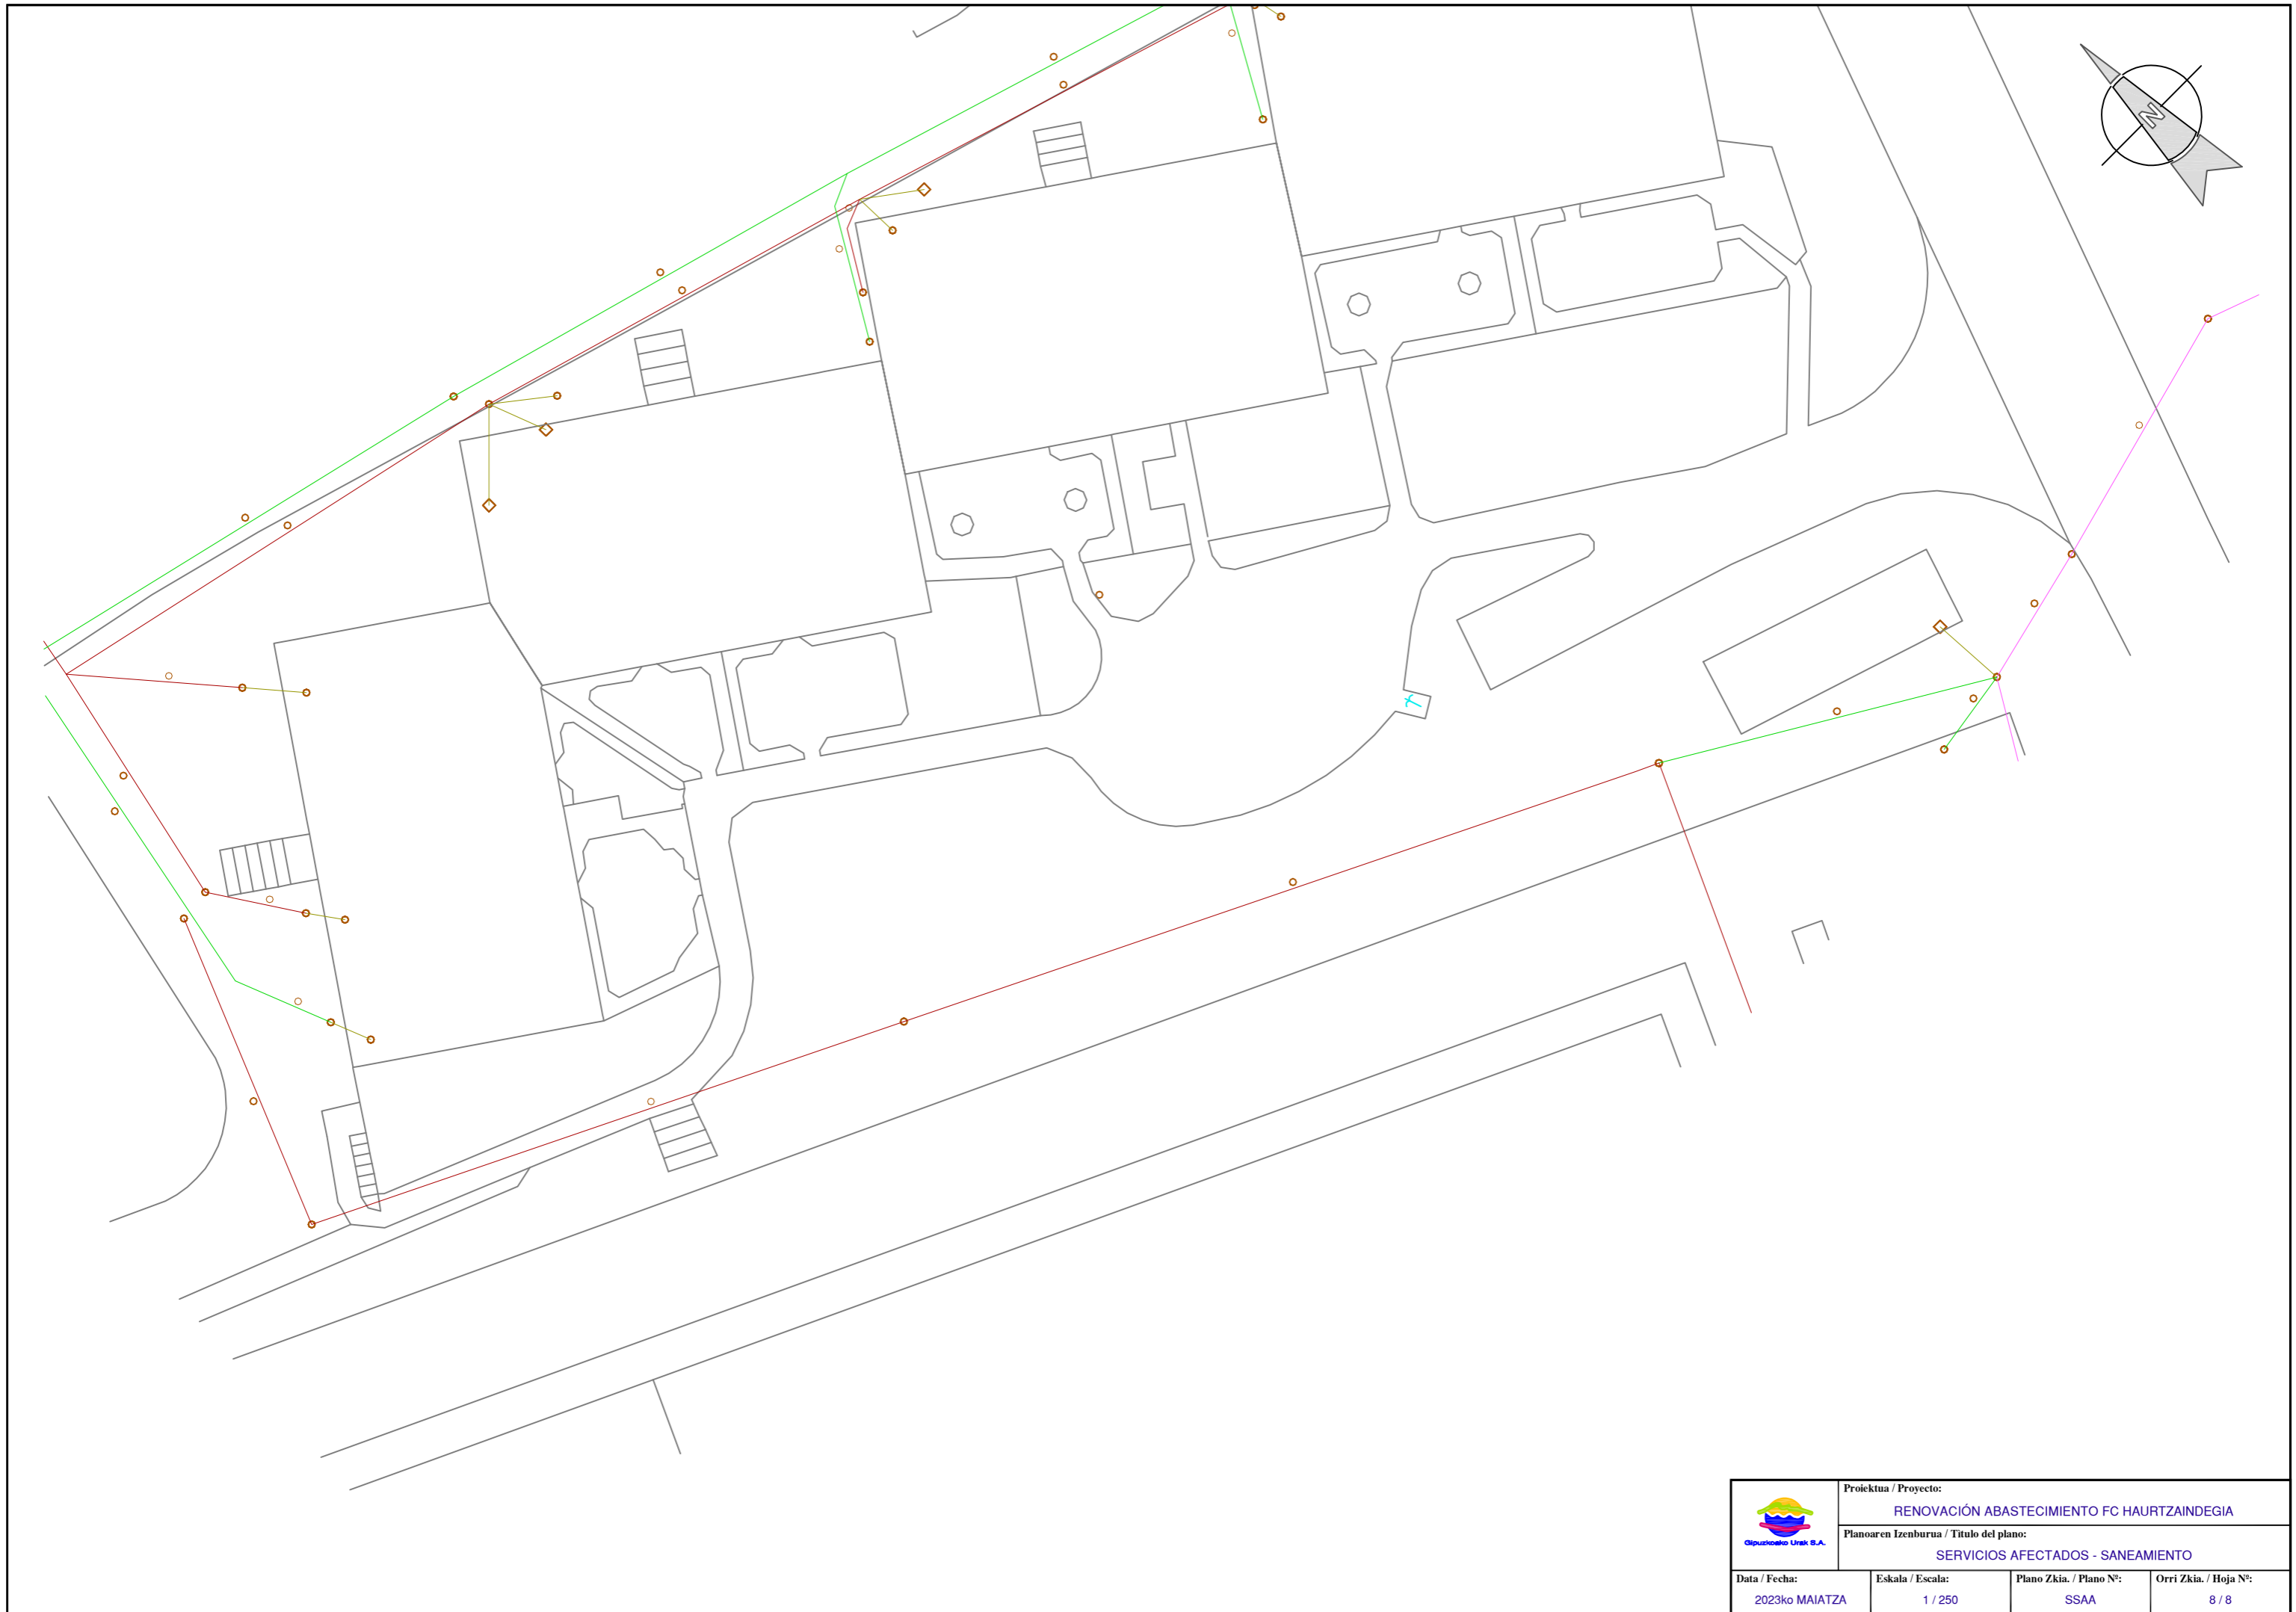 N
Proiektua / Proyecto:
RENOVACIÓN ABASTECIMIENTO FC HAURTZAINDEGIA
Planoaren Izenburua / Titulo del plano:
SERVICIOS AFECTADOS - SANEAMIENTO
Gipuzkoako Urak S.A.
Data / Fecha:
2023ko MAIATZA
Eskala / Escala:
1 / 250
Plano Zkia. / Plano Nº:
SSAA
Orri Zkia. / Hoja Nº:
8 / 8